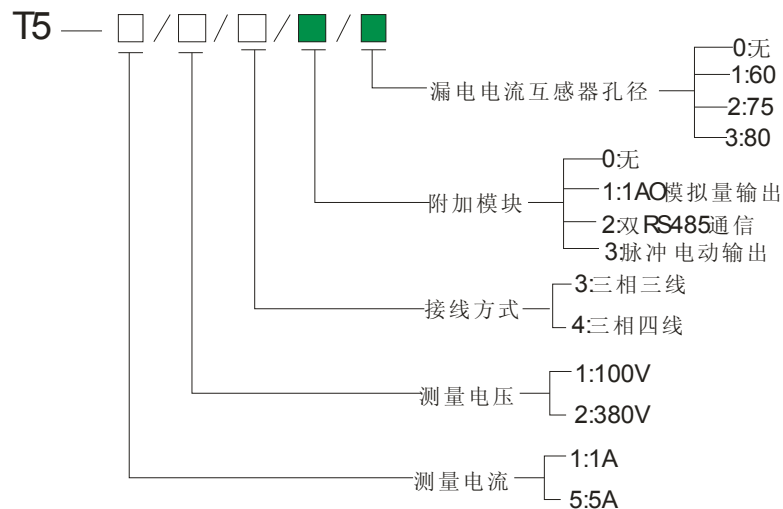 T5 — □/□/□/■/■
漏电电流互感器孔径
0:无
1:60
2:75
3:80
附加模块
0:无
1:1AO模拟量输出
2:双RS485通信
3:脉冲电动输出
接线方式
3:三相三线
4:三相四线
测量电压
1:100V
2:380V
测量电流
1:1A
5:5A